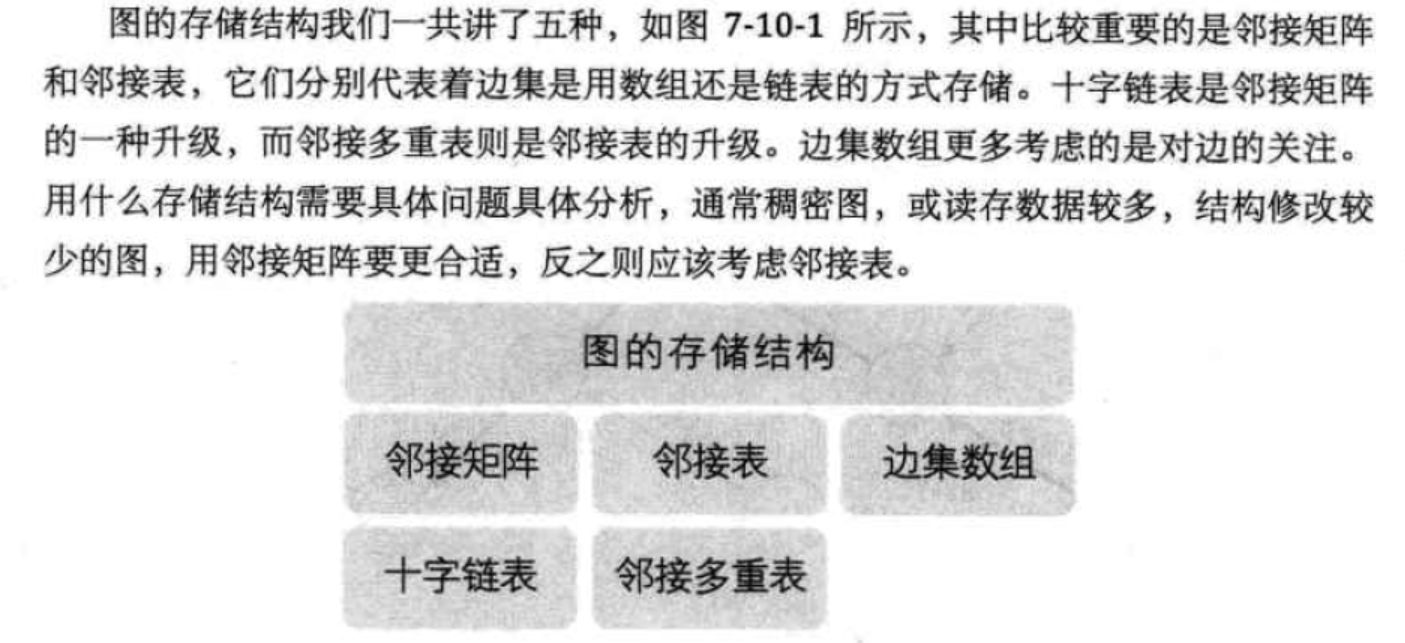 图的存储结构我们一共讲了五种，如图 7-10-1 所示，其中比较重要的是邻接矩阵
和邻接表，它们分别代表着边集是用数组还是链表的方式存储。十字链表是邻接矩阵
的一种升级，而邻接多重表则是邻接表的升级。边集数组更多考虑的是对边的关注。
用什么存储结构需要具体问题具体分析，通常稠密图，或读存数据较多，结构修改较
少的图，用邻接矩阵要更合适，反之则应该考虑邻接表。
图的存储结构
邻接矩阵 邻接表 边集数组
十字链表 邻接多重表